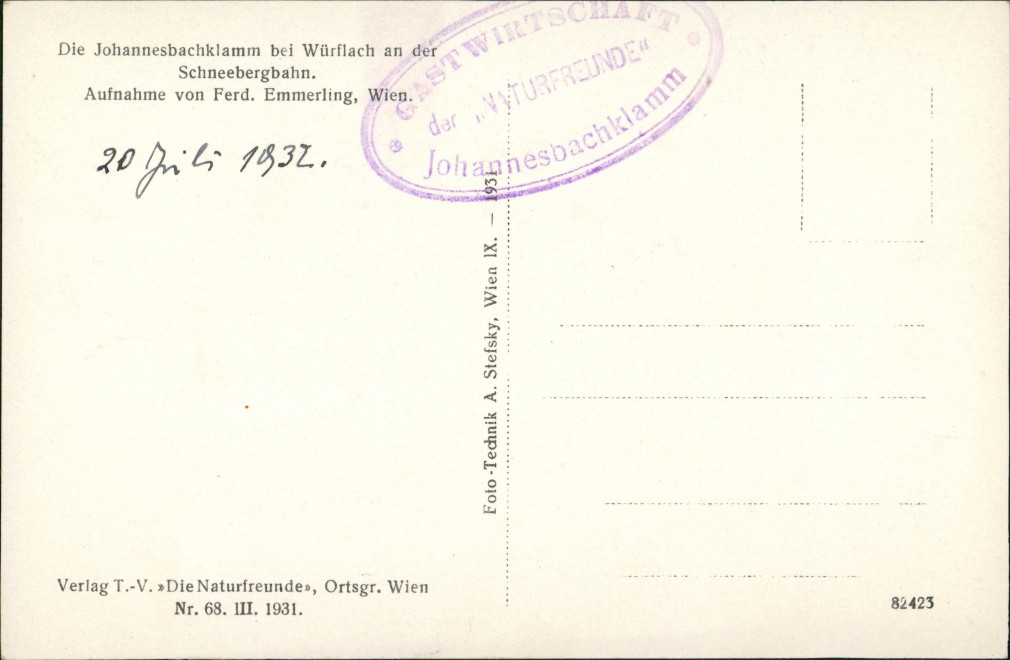 Die Johannesbachklamm bei Würflach an der
Schneebergbahn.
Aufnahme von Ferd. Emmerling, Wien.
20 Juli 1932.
GASTWIRTSCHAFT
der „NATURFREUNDE“
Johannesbachklamm
Foto-Technik A. Stefsky, Wien IX. — 1931
Verlag T.-V. »Die Naturfreunde», Ortsgr. Wien
Nr. 68. III. 1931.
82423